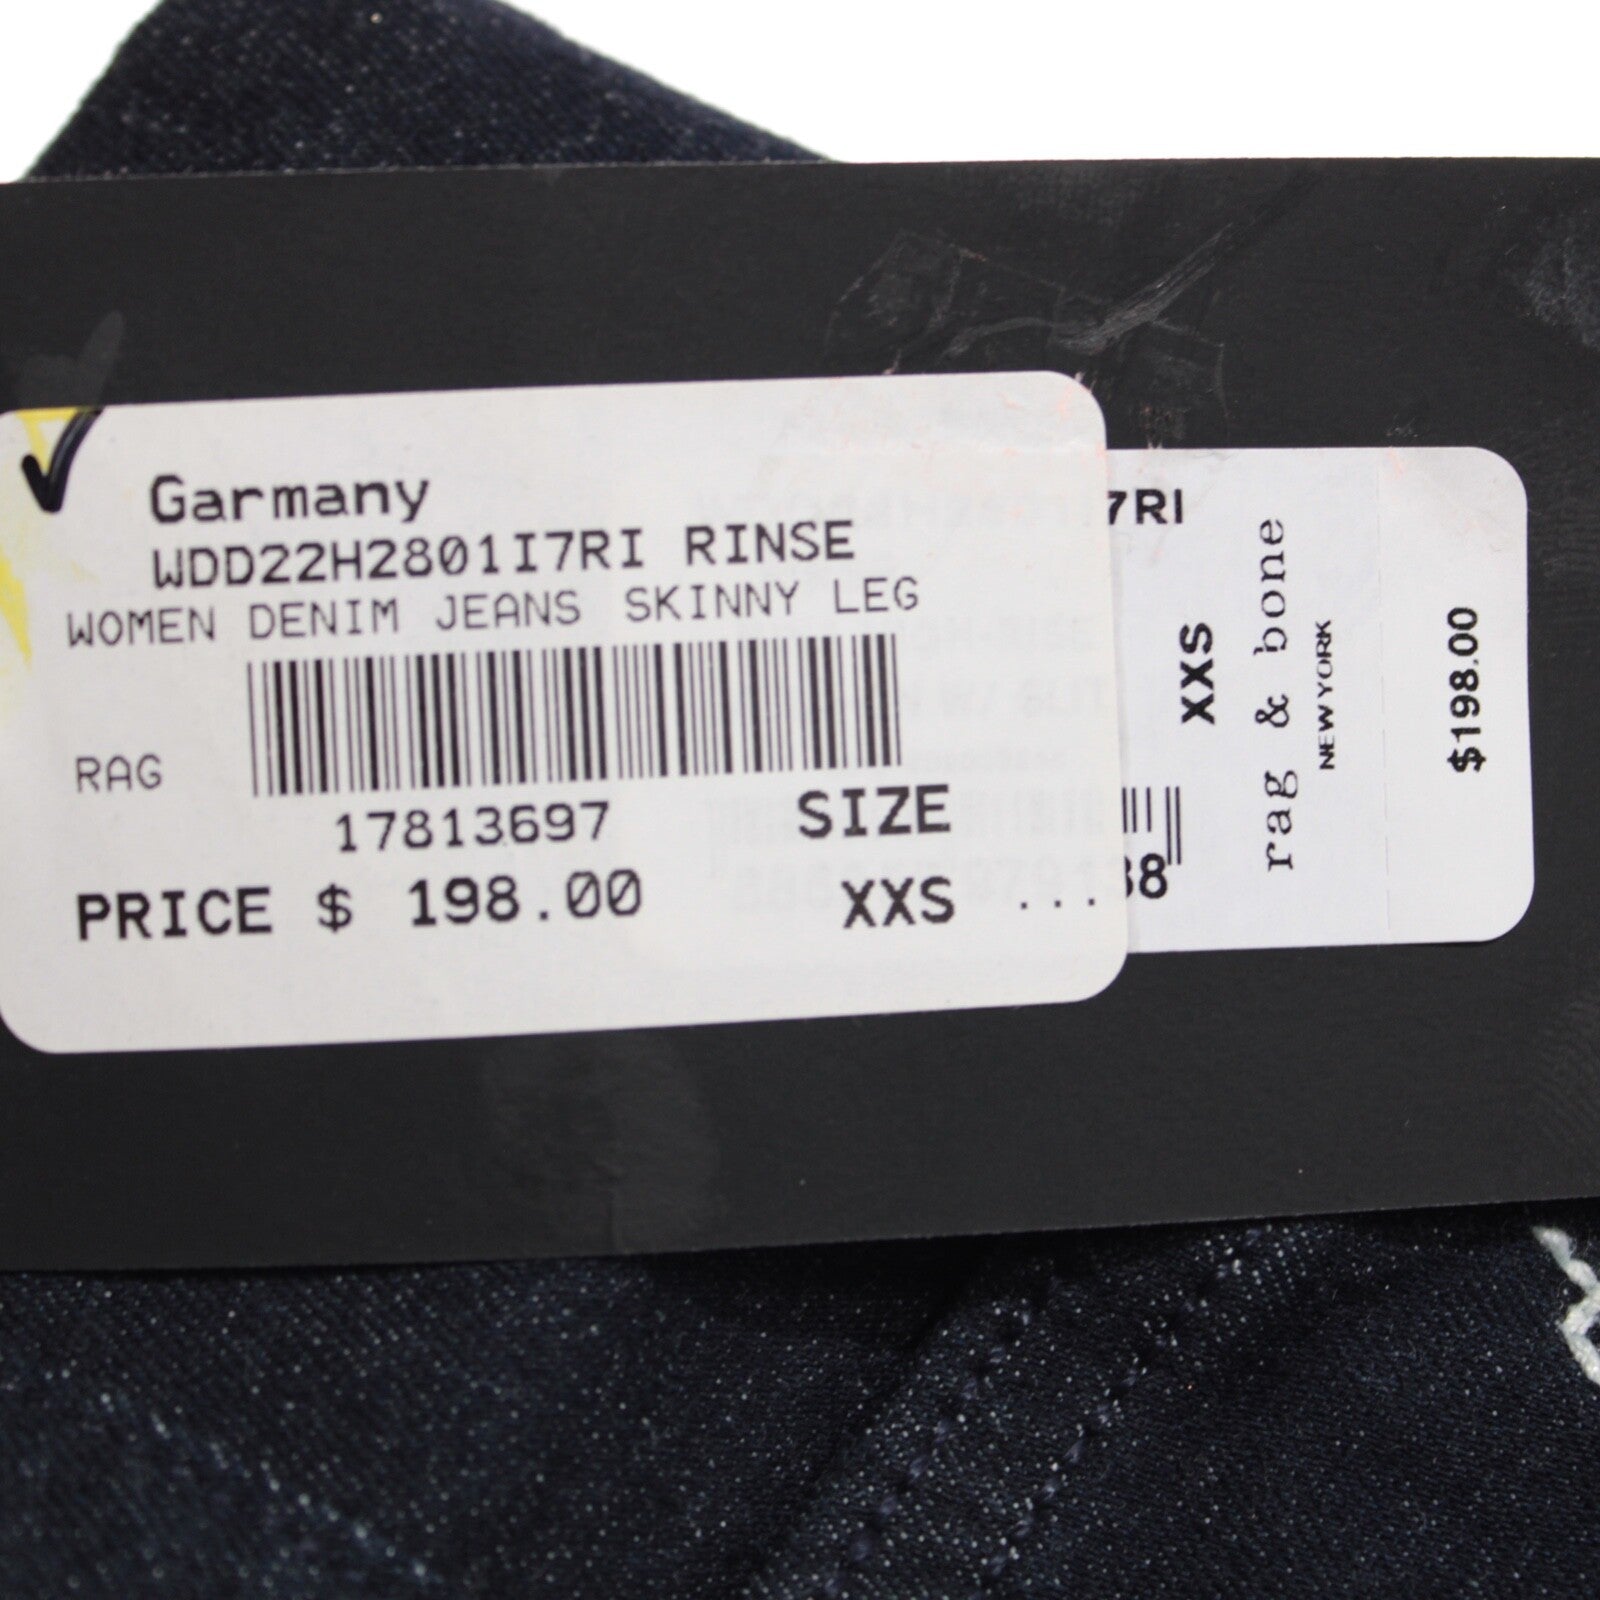 Garmany
WDD22H2801I7RI RINSE
WOMEN DENIM JEANS SKINNY LEG
RAG
17813697
SIZE
PRICE $ 198.00
XXS ...
7RI
XXS
38
rag & bone
NEW YORK
$198.00